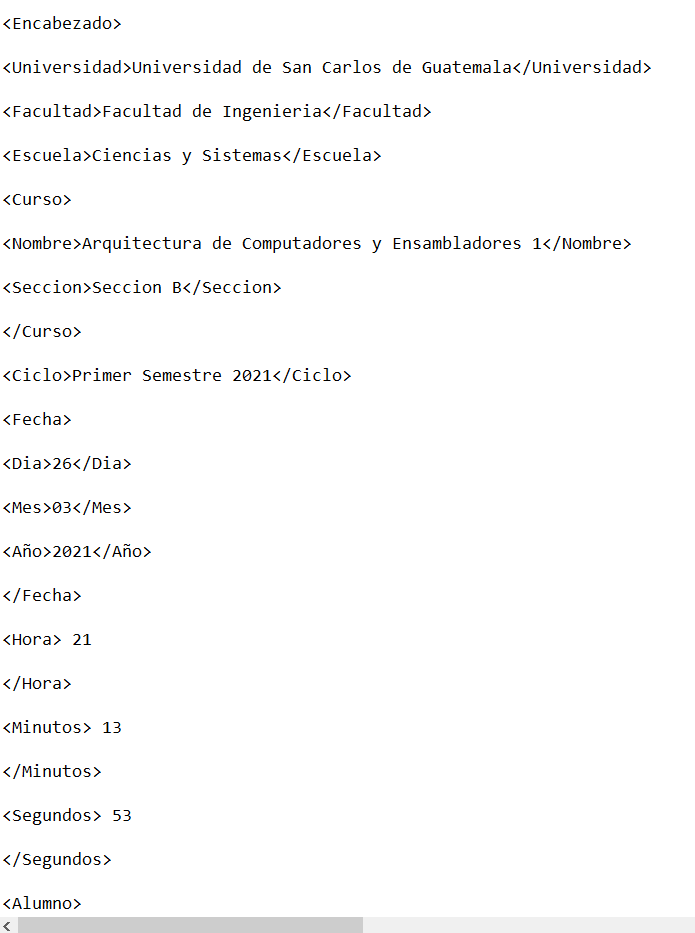 <Encabezado>
<Universidad>Universidad de San Carlos de Guatemala</Universidad>
<Facultad>Facultad de Ingenieria</Facultad>
<Escuela>Ciencias y Sistemas</Escuela>
<Curso>
<Nombre>Arquitectura de Computadores y Ensambladores 1</Nombre>
<Seccion>Seccion B</Seccion>
</Curso>
<Ciclo>Primer Semestre 2021</Ciclo>
<Fecha>
<Dia>26</Dia>
<Mes>03</Mes>
<Año>2021</Año>
</Fecha>
<Hora> 21
</Hora>
<Minutos> 13
</Minutos>
<Segundos> 53
</Segundos>
<Alumno>